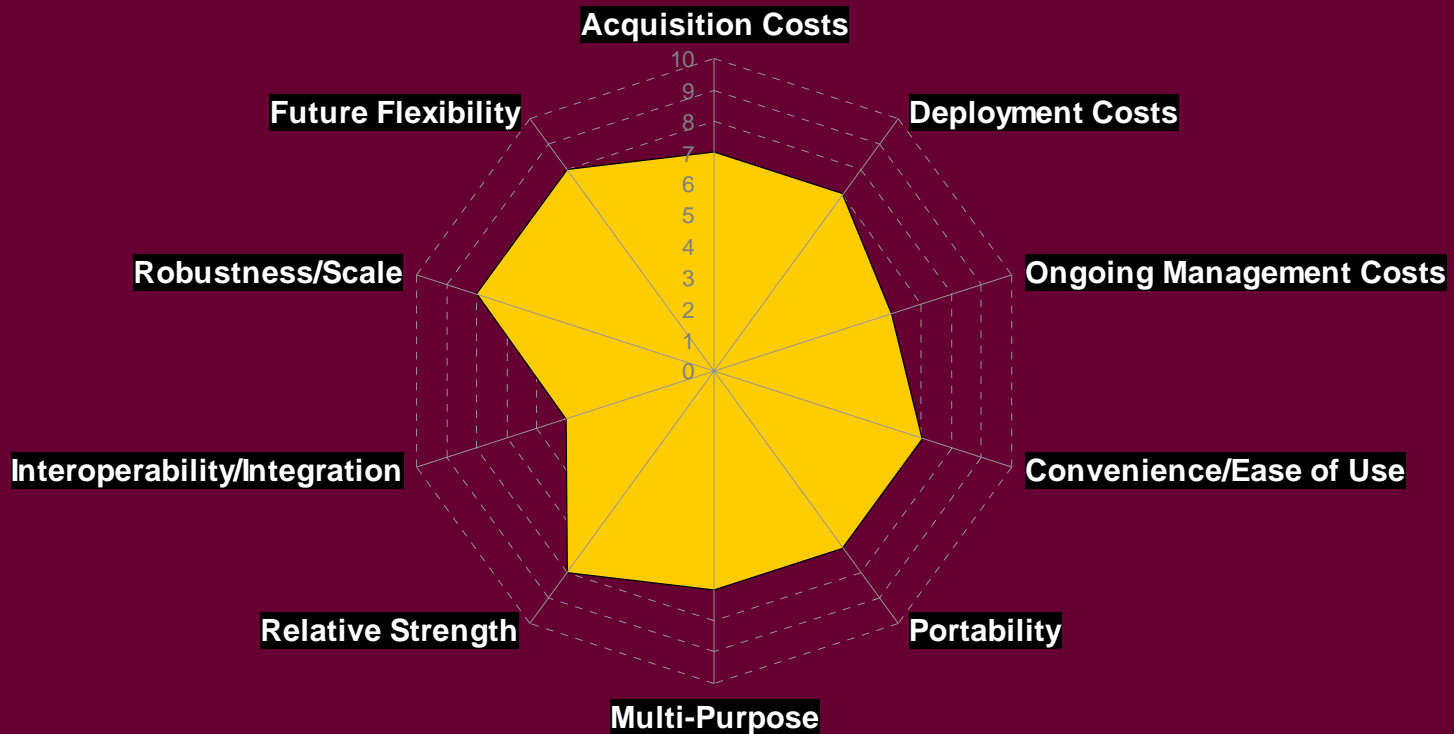 Acquisition Costs
10
9
8
7
6
5
4
3
2
1
0
Deployment Costs
Ongoing Management Costs
Convenience/Ease of Use
Portability
Multi-Purpose
Relative Strength
Interoperability/Integration
Robustness/Scale
Future Flexibility